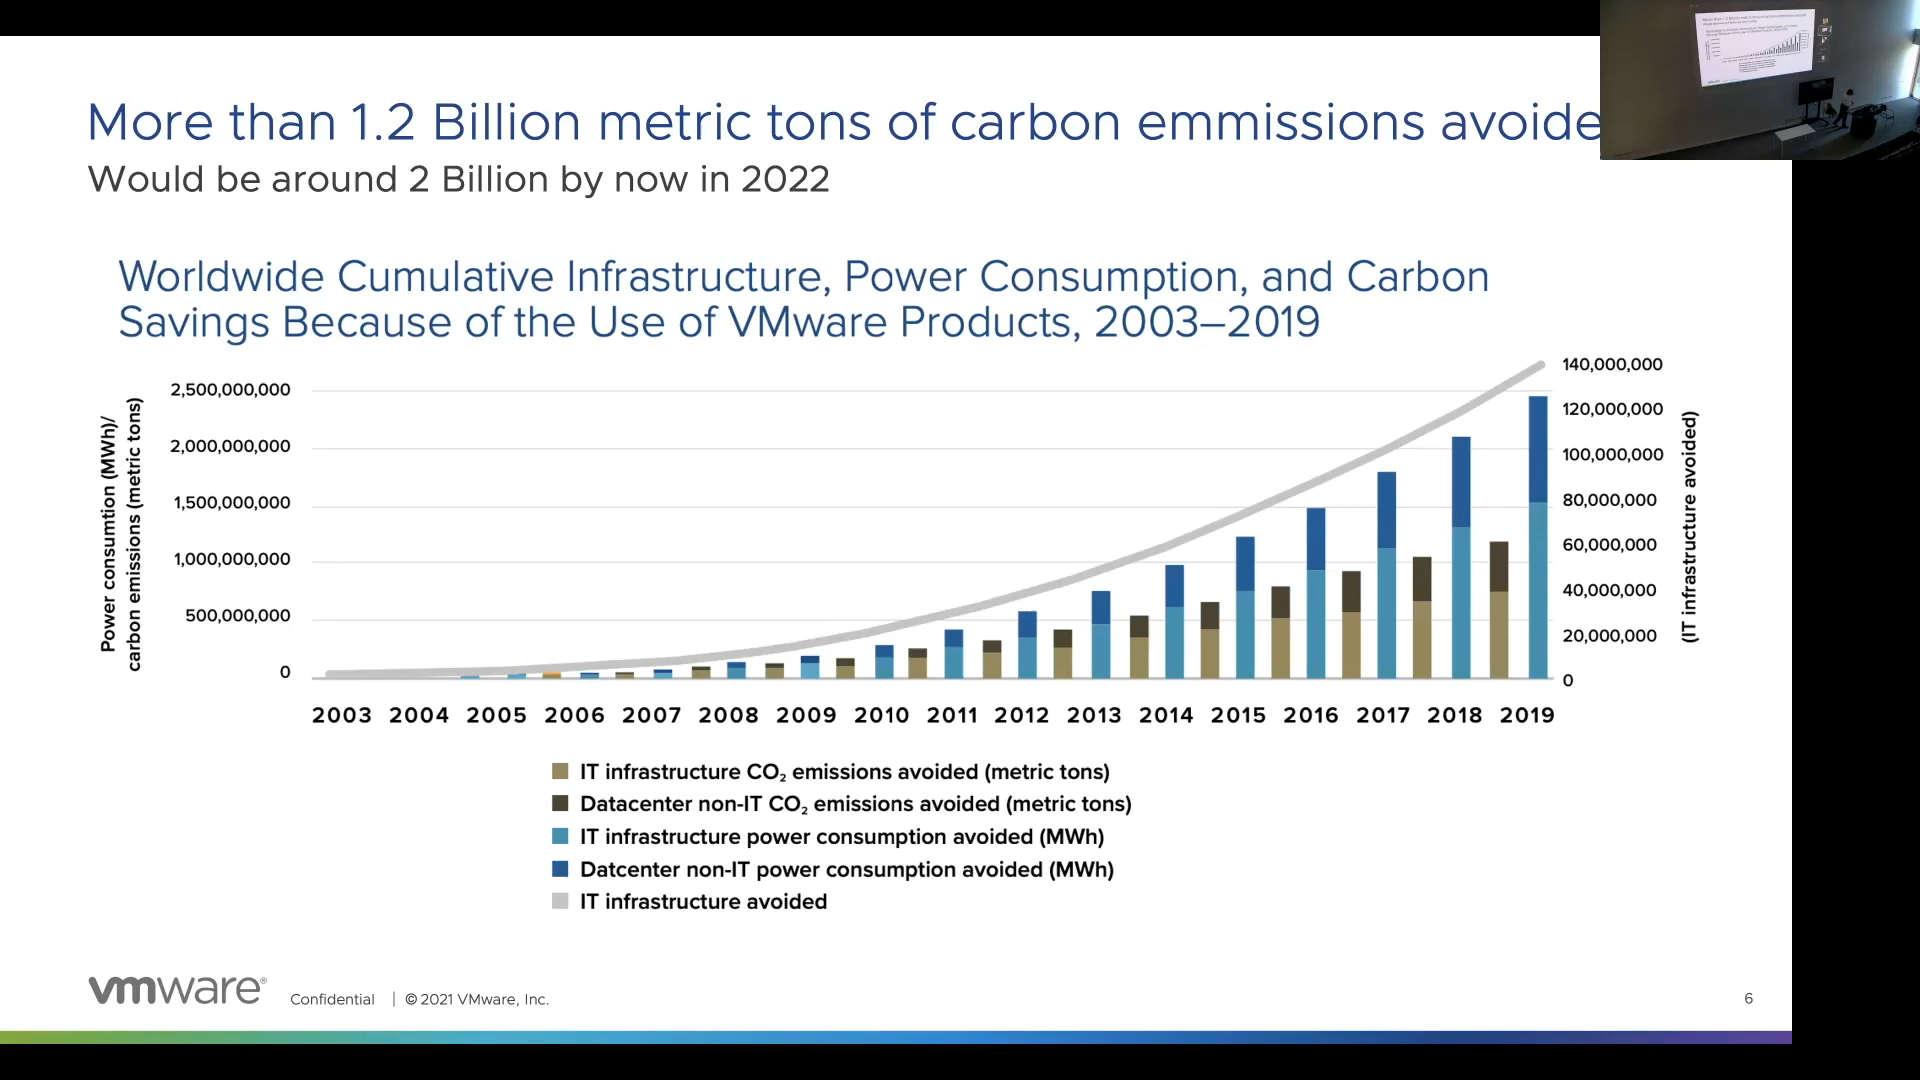 More than 1.2 Billion metric tons of carbon emmissions avoide
Would be around 2 Billion by now in 2022
Worldwide Cumulative Infrastructure, Power Consumption, and Carbon
Savings Because of the Use of VMware Products, 2003–2019
Power consumtion (MWh)/
carbon emissions (metric tons)
2,500,000,000
2,000,000,000
1,500,000,000
1,000,000,000
500,000,000
0
140,000,000
120,000,000
100,000,000
80,000,000
60,000,000
40,000,000
20,000,000
0
(IT infrastructure avoided)
2003 2004 2005 2006 2007 2008 2009 2010 2011 2012 2013 2014 2015 2016 2017 2018 2019
IT infrastructure CO₂ emissions avoided (metric tons)
Datacenter non-IT CO₂ emissions avoided (metric tons)
IT infrastructure power consumption avoided (MWh)
Datcenter non-IT power consumption avoided (MWh)
IT infrastructure avoided
vmware® Confidential | © 2021 VMware, Inc. 6